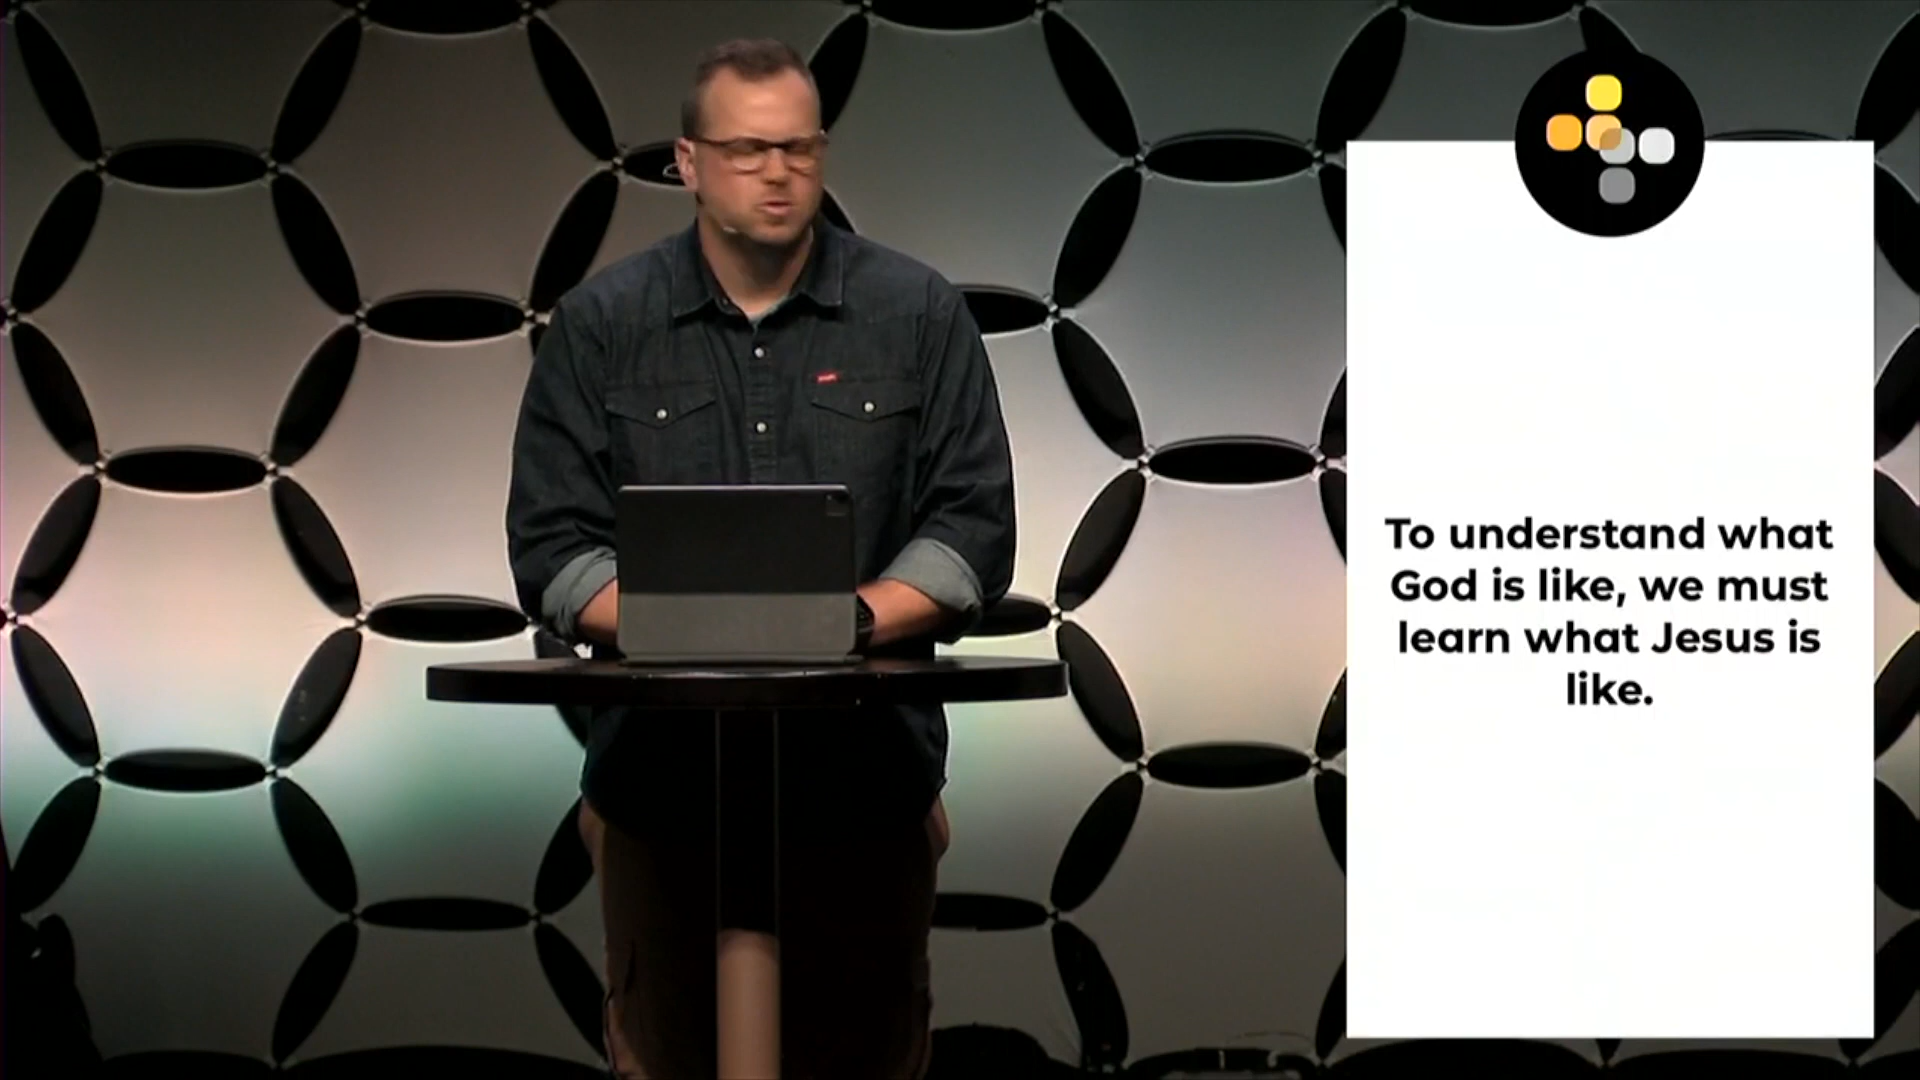 To understand what
God is like, we must
learn what Jesus is
like.